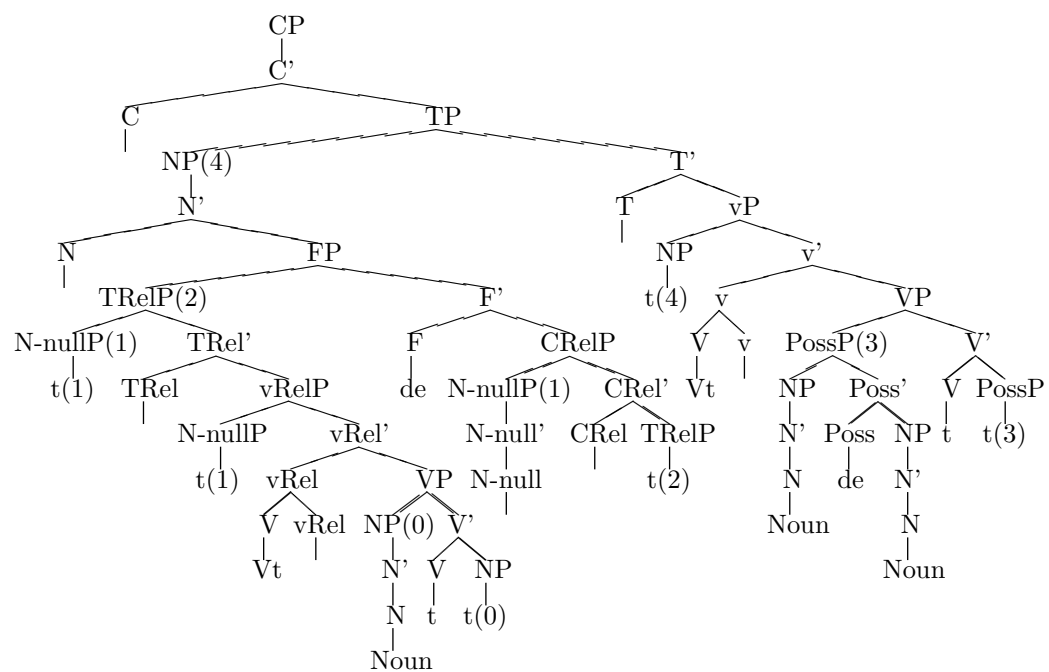 CP
C'
C TP
NP(4) T'
N' T vP
N FP NP v'
TRelP(2) F' t(4) v VP
N-nullP(1) TRel' F CRelP V v PossP(3) V'
t(1) TRel vRelP de N-nullP(1) CRel' Vt NP Poss' V PossP
N-nullP vRel' N-null' CRel TRelP N' Poss NP t t(3)
t(1) vRel VP N-null t(2) N de N'
V vRel NP(0) V' Noun N
Vt N' V NP Noun
N t t(0)
Noun